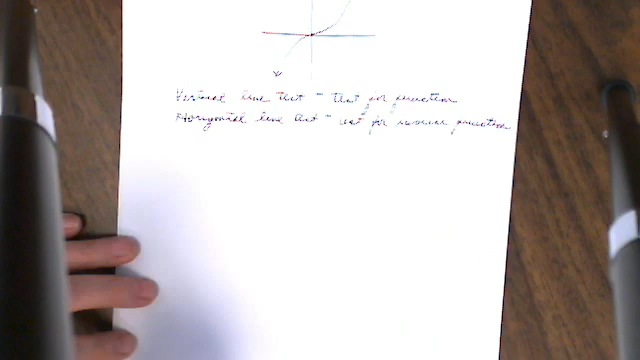 Vertical line test - test for function
Horizontal line test - test for inverse function